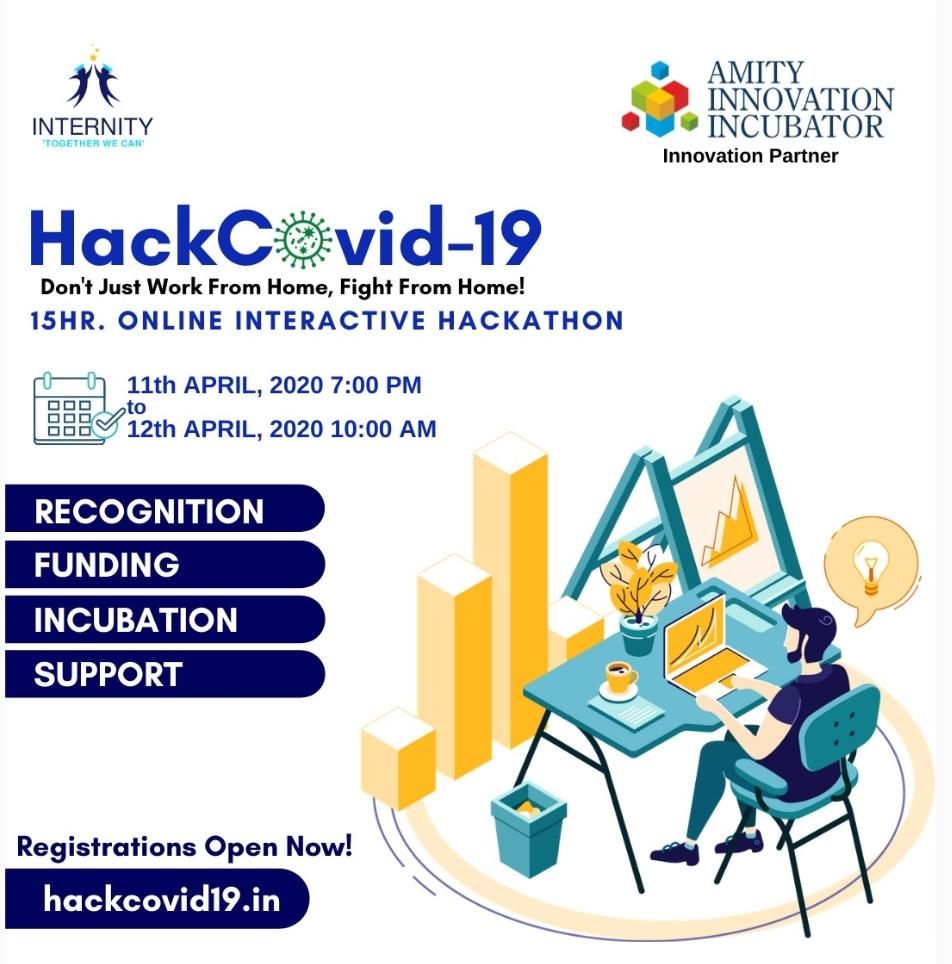 INTERNITY
'TOGETHER WE CAN'
AMITY
INNOVATION
INCUBATOR
Innovation Partner
HackCovid-19
Don't Just Work From Home, Fight From Home!
15HR. ONLINE INTERACTIVE HACKATHON
11th APRIL, 2020 7:00 PM
to
12th APRIL, 2020 10:00 AM
RECOGNITION
FUNDING
INCUBATION
SUPPORT
Registrations Open Now!
hackcovid19.in